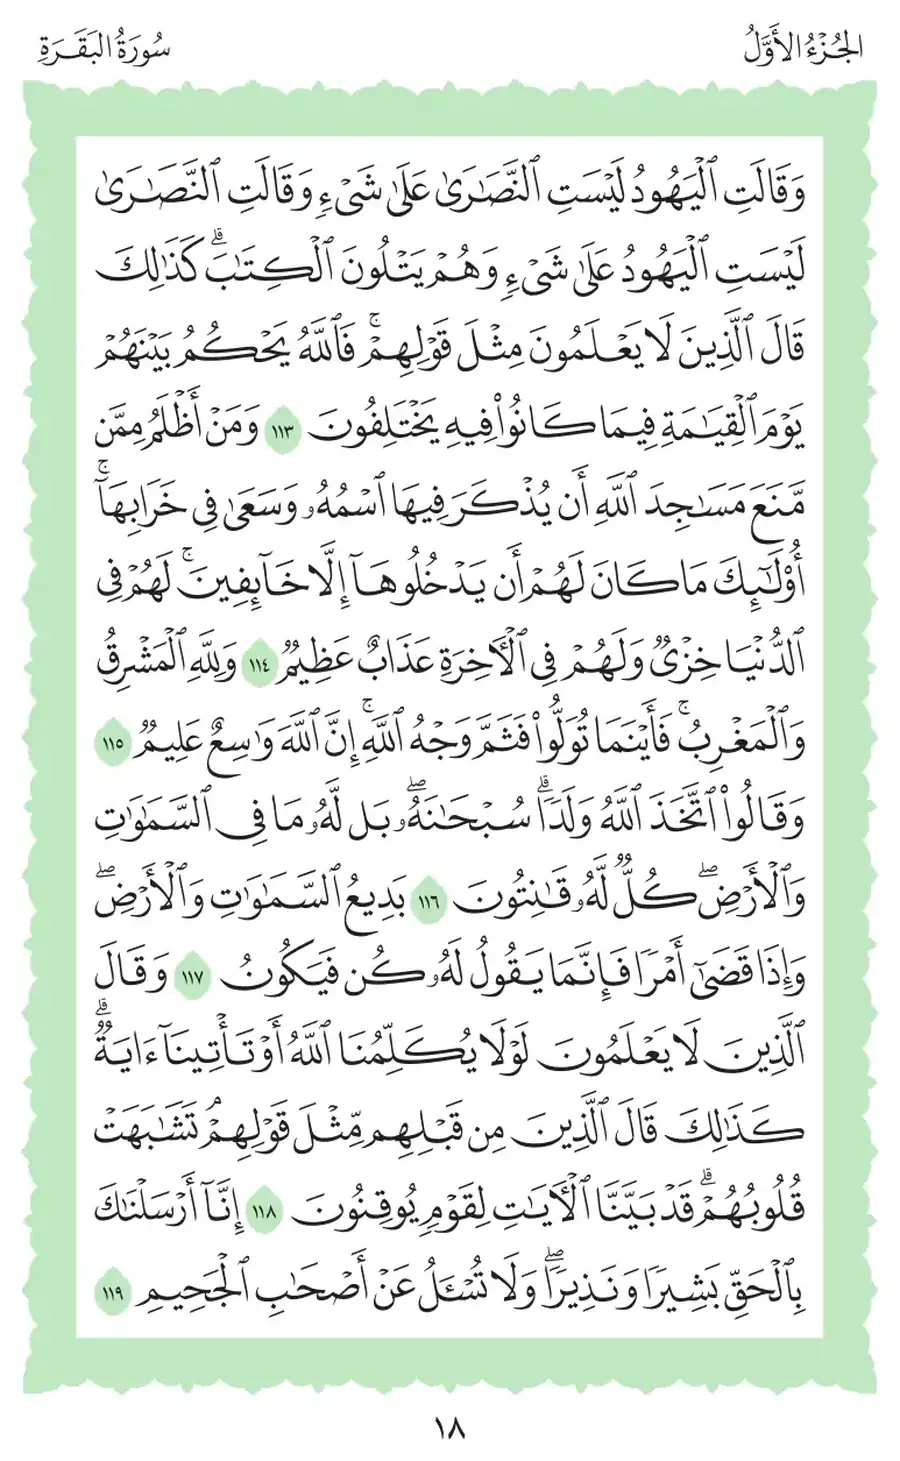 الجُزْءُ الأَوَّلُ
سُورَةُ البَقَرَةِ
وَقَالَتِ ٱلۡيَهُودُ لَيۡسَتِ ٱلنَّصَٰرَىٰ عَلَىٰ شَيۡءٖ وَقَالَتِ ٱلنَّصَٰرَىٰ
لَيۡسَتِ ٱلۡيَهُودُ عَلَىٰ شَيۡءٖ وَهُمۡ يَتۡلُونَ ٱلۡكِتَٰبَۗ كَذَٰلِكَ
قَالَ ٱلَّذِينَ لَا يَعۡلَمُونَ مِثۡلَ قَوۡلِهِمۡۚ فَٱللَّهُ يَحۡكُمُ بَيۡنَهُمۡ
يَوۡمَ ٱلۡقِيَٰمَةِ فِيمَا كَانُواْ فِيهِ يَخۡتَلِفُونَ ١١٣ وَمَنۡ أَظۡلَمُ مِمَّن
مَّنَعَ مَسَٰجِدَ ٱللَّهِ أَن يُذۡكَرَ فِيهَا ٱسۡمُهُۥ وَسَعَىٰ فِي خَرَابِهَآۚ
أُوْلَٰٓئِكَ مَا كَانَ لَهُمۡ أَن يَدۡخُلُوهَآ إِلَّا خَآئِفِينَۚ لَهُمۡ فِي
ٱلدُّنۡيَا خِزۡيٞ وَلَهُمۡ فِي ٱلۡأٓخِرَةِ عَذَابٌ عَظِيمٞ ١١٤ وَلِلَّهِ ٱلۡمَشۡرِقُ
وَٱلۡمَغۡرِبُۚ فَأَيۡنَمَا تُوَلُّواْ فَثَمَّ وَجۡهُ ٱللَّهِۚ إِنَّ ٱللَّهَ وَٰسِعٌ عَلِيمٞ ١١٥
وَقَالُواْ ٱتَّخَذَ ٱللَّهُ وَلَدٗاۗ سُبۡحَٰنَهُۥۖ بَل لَّهُۥ مَا فِي ٱلسَّمَٰوَٰتِ
وَٱلۡأَرۡضِۖ كُلّٞ لَّهُۥ قَٰنِتُونَ ١١٦ بَدِيعُ ٱلسَّمَٰوَٰتِ وَٱلۡأَرۡضِۖ
وَإِذَا قَضَىٰٓ أَمۡرٗا فَإِنَّمَا يَقُولُ لَهُۥ كُن فَيَكُونُ ١١٧ وَقَالَ
ٱلَّذِينَ لَا يَعۡلَمُونَ لَوۡلَا يُكَلِّمُنَا ٱللَّهُ أَوۡ تَأۡتِينَآ ءَايَةٞۗ
كَذَٰلِكَ قَالَ ٱلَّذِينَ مِن قَبۡلِهِم مِّثۡلَ قَوۡلِهِمۡۘ تَشَٰبَهَتۡ
قُلُوبُهُمۡۗ قَدۡ بَيَّنَّا ٱلۡأٓيَٰتِ لِقَوۡمٖ يُوقِنُونَ ١١٨ إِنَّآ أَرۡسَلۡنَٰكَ
بِٱلۡحَقِّ بَشِيرٗا وَنَذِيرٗاۖ وَلَا تُسۡـَٔلُ عَنۡ أَصۡحَٰبِ ٱلۡجَحِيمِ ١١٩
١٨